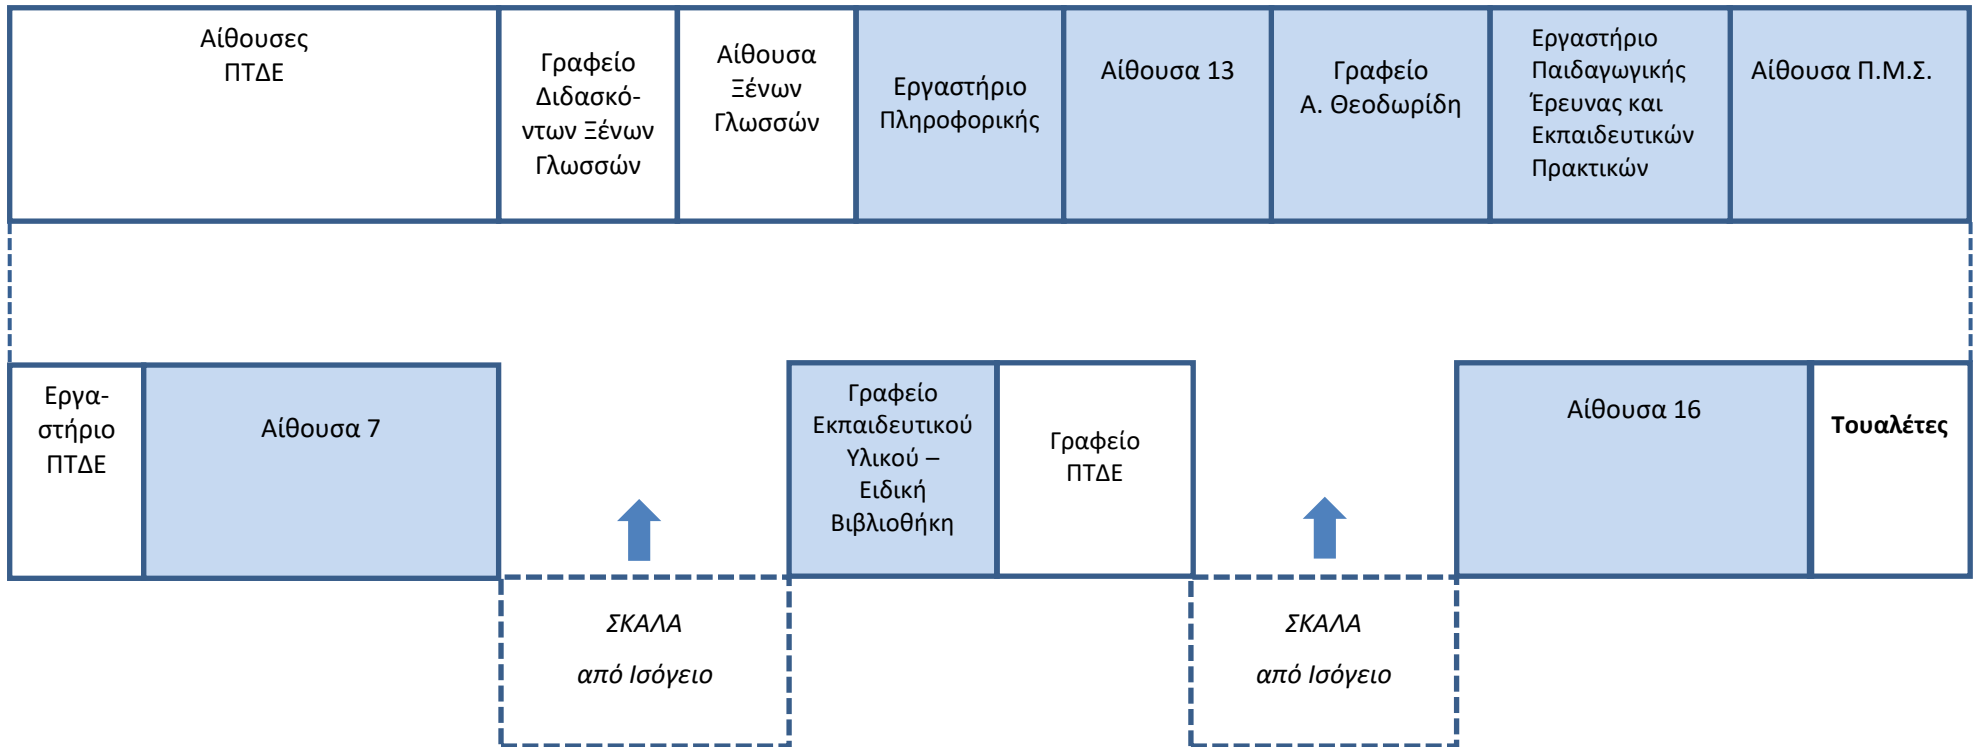 Αίθουσες
ΠΤΔΕ
Γραφείο
Διδασκό-
ντων Ξένων
Γλωσσών
Αίθουσα
Ξένων
Γλωσσών
Εργαστήριο
Πληροφορικής
Αίθουσα 13
Γραφείο
Α. Θεοδωρίδη
Εργαστήριο
Παιδαγωγικής
Έρευνας και
Εκπαιδευτικών
Πρακτικών
Αίθουσα Π.Μ.Σ.
Εργα-
στήριο
ΠΤΔΕ
Αίθουσα 7
Γραφείο
Εκπαιδευτικού
Υλικού –
Ειδική
Βιβλιοθήκη
Γραφείο
ΠΤΔΕ
Αίθουσα 16
Τουαλέτες
ΣΚΑΛΑ
από Ισόγειο
ΣΚΑΛΑ
από Ισόγειο